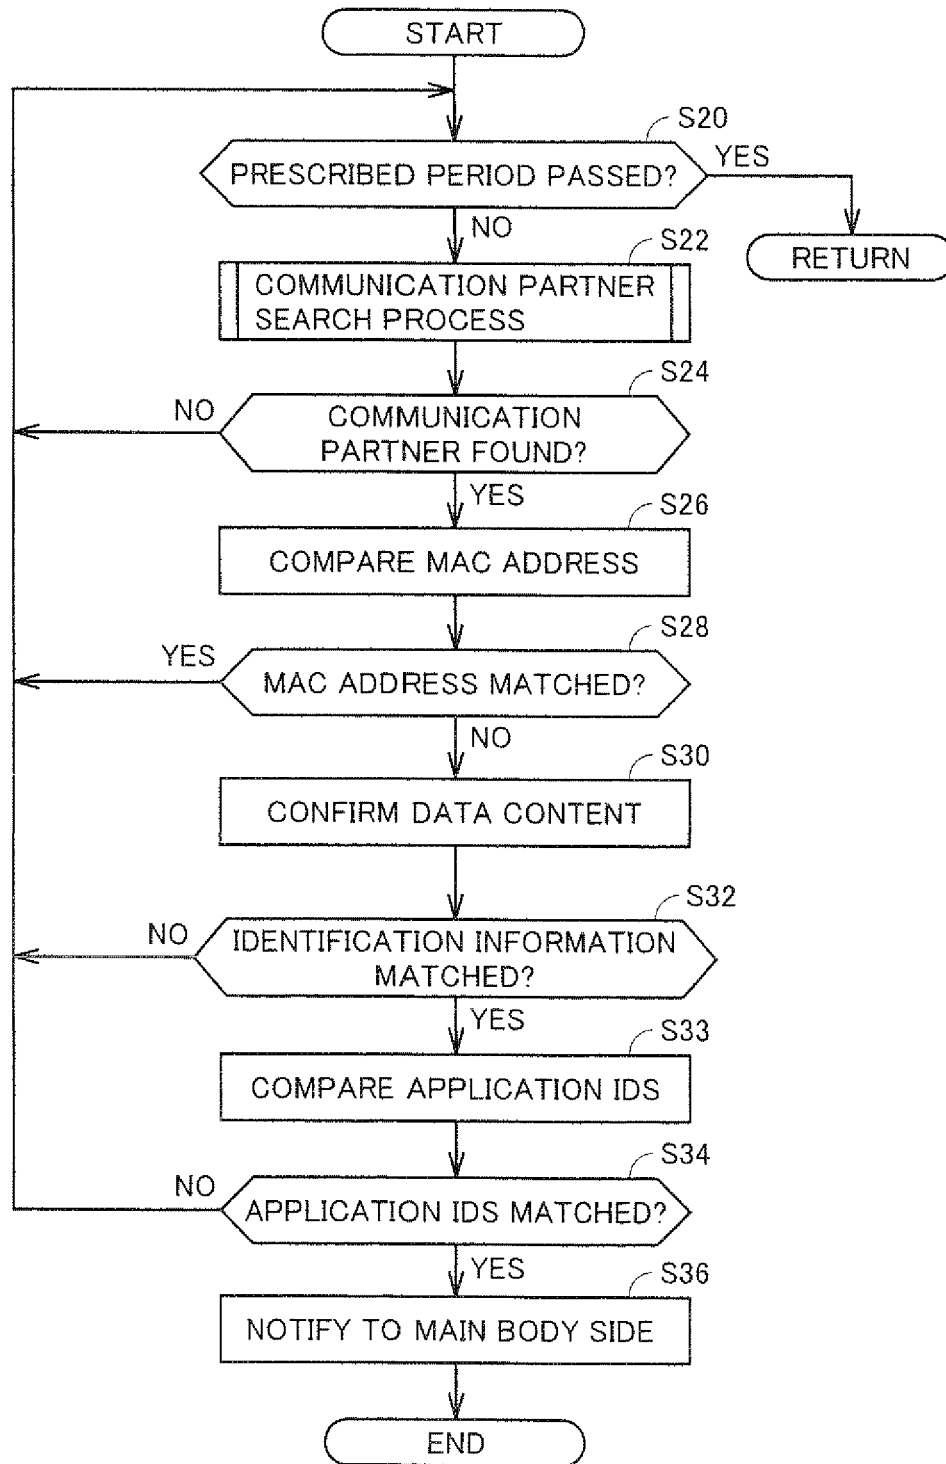 START
S20
PRESCRIBED PERIOD PASSED?
YES
NO
RETURN
S22
COMMUNICATION PARTNER
SEARCH PROCESS
S24
NO
COMMUNICATION
PARTNER FOUND?
YES
S26
COMPARE MAC ADDRESS
S28
YES
MAC ADDRESS MATCHED?
NO
S30
CONFIRM DATA CONTENT
S32
NO
IDENTIFICATION INFORMATION
MATCHED?
YES
S33
COMPARE APPLICATION IDS
S34
NO
APPLICATION IDS MATCHED?
YES
S36
NOTIFY TO MAIN BODY SIDE
END